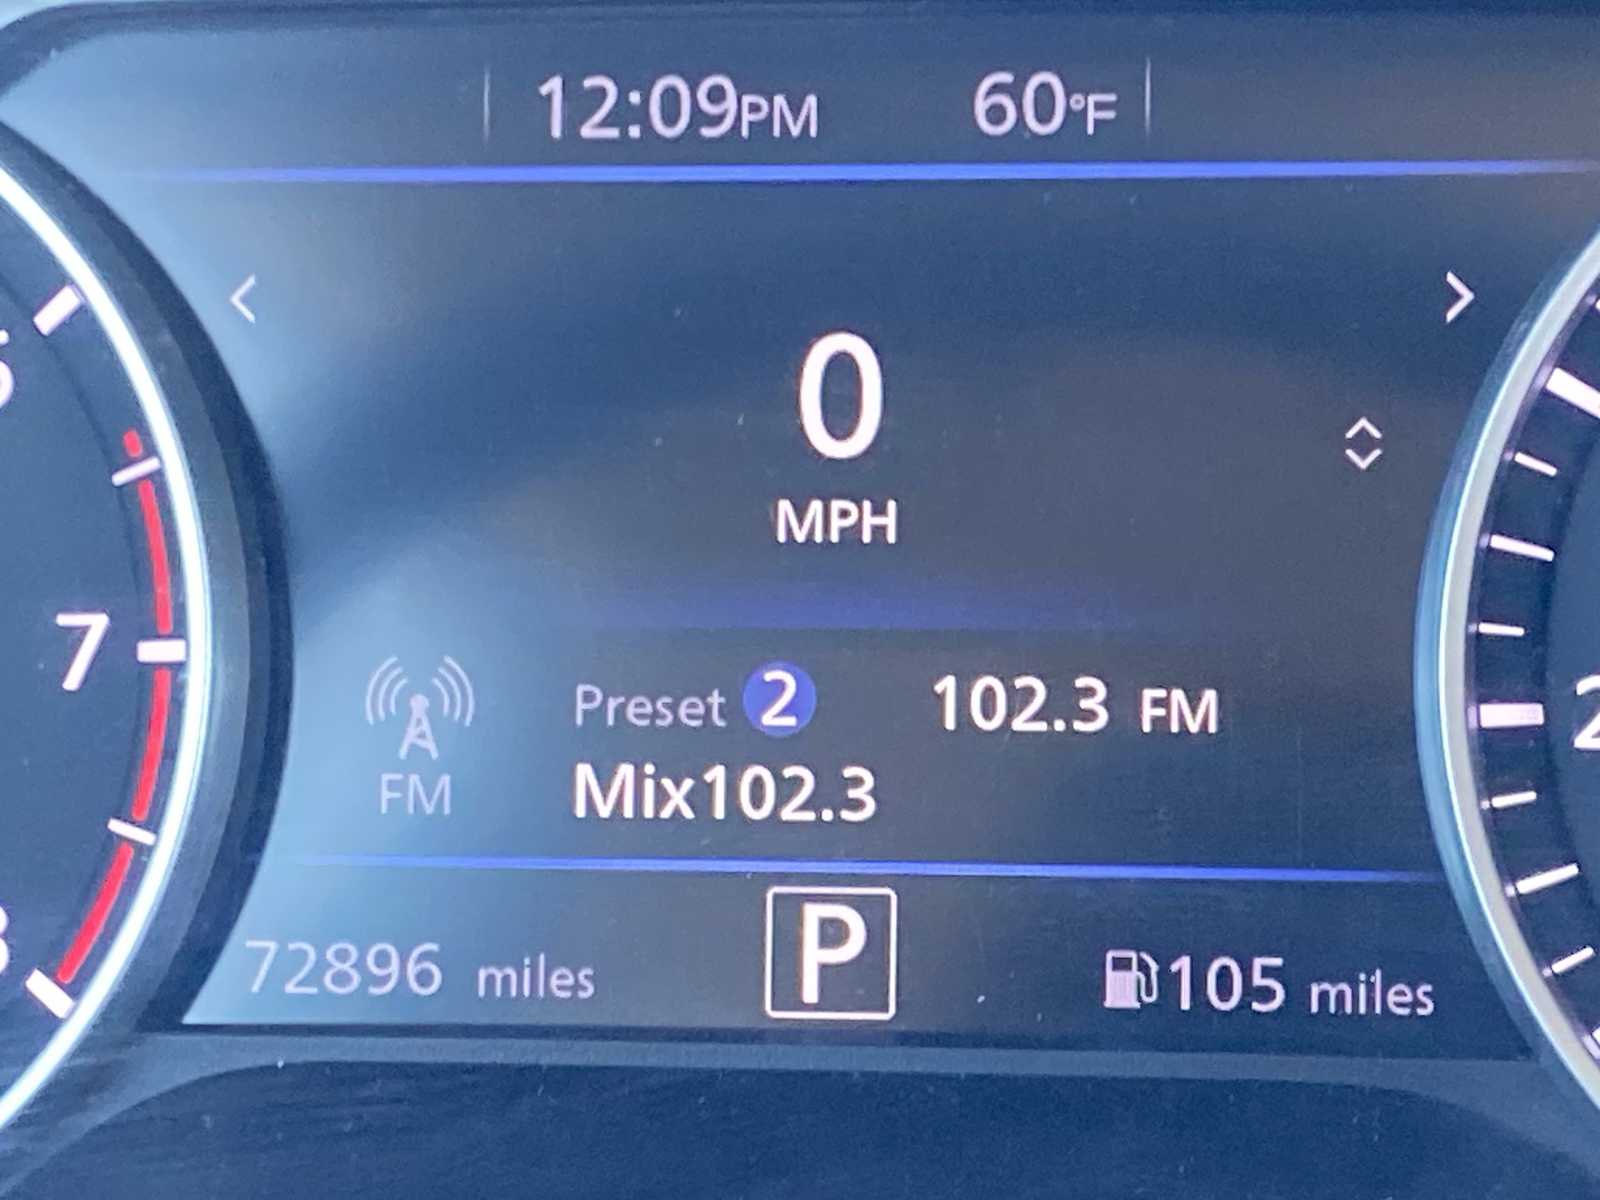 12:09PM 60°F
0
MPH
7
Preset 2 102.3 FM
FM Mix102.3
72896 miles P 105 miles